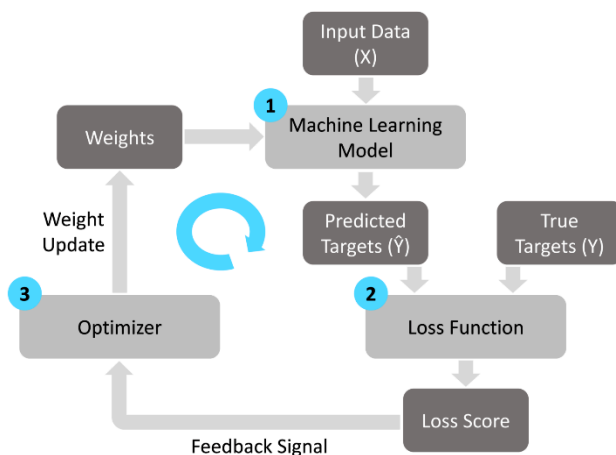 Input Data
(X)
1
Machine Learning
Model
Weights
Weight
Update
Predicted
Targets (Ŷ)
True
Targets (Y)
3
Optimizer
2
Loss Function
Loss Score
Feedback Signal